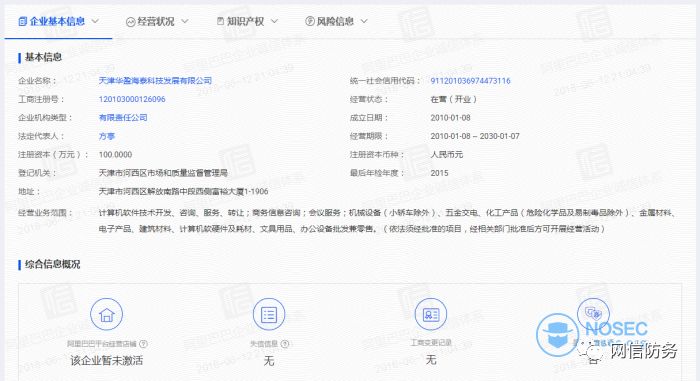 企业基本信息 经营状况 知识产权 风险信息
基本信息
企业名称： 天津华盈海泰科技发展有限公司 统一社会信用代码： 911201036974473116
工商注册号： 120103000126096 经营状态： 在营（开业）
企业机构类型： 有限责任公司 成立日期： 2010-01-08
法定代表人： 方亭 经营期限： 2010-01-08 ~ 2030-01-07
注册资本（万元）： 100.0000 注册资本币种： 人民币元
登记机关： 天津市河西区市场和质量监督管理局 最后年检年度： 2015
地址： 天津市河西区解放南路中段西侧富裕大厦1-1906
经营业务范围： 计算机软件技术开发、咨询、服务、转让；商务信息咨询；会议服务；机械设备（小轿车除外）、五金交电、化工产品（危险化学品及易制毒品除外）、金属材料、
电子产品、建筑材料、计算机软硬件及耗材、文具用品、办公设备批发兼零售。（依法须经批准的项目，经相关部门批准后方可开展经营活动）
综合信息概况
阿里巴巴平台经营店铺 失信信息 工商变更记录
该企业暂未激活 无 无
NOSEC
网信防务